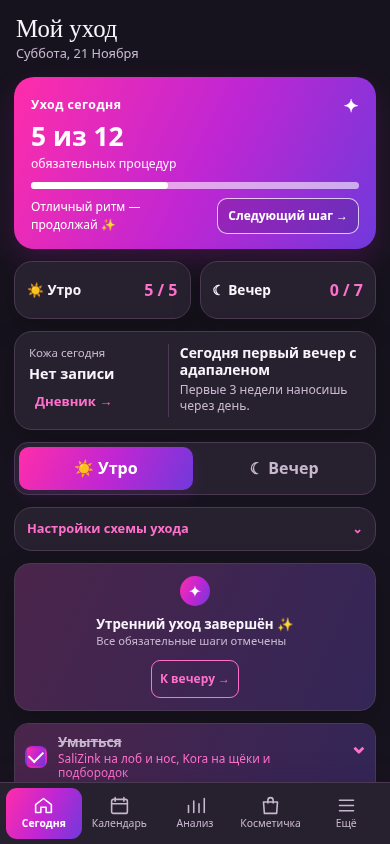 Мой уход
Суббота, 21 Ноября
Уход сегодня ✦
5 из 12
обязательных процедур
Отличный ритм —
продолжай ✨
Следующий шаг →
☀️ Утро 5 / 5
☾ Вечер 0 / 7
Кожа сегодня
Нет записи
Дневник →
Сегодня первый вечер с
адапаленом
Первые 3 недели наносишь
через день.
☀️ Утро
☾ Вечер
Настройки схемы ухода
Утренний уход завершён ✨
Все обязательные шаги отмечены
К вечеру →
Умыться
SaliZink на лоб и нос, Kora на щёки и
подбородок
Сегодня
Календарь
Анализ
Косметичка
Ещё